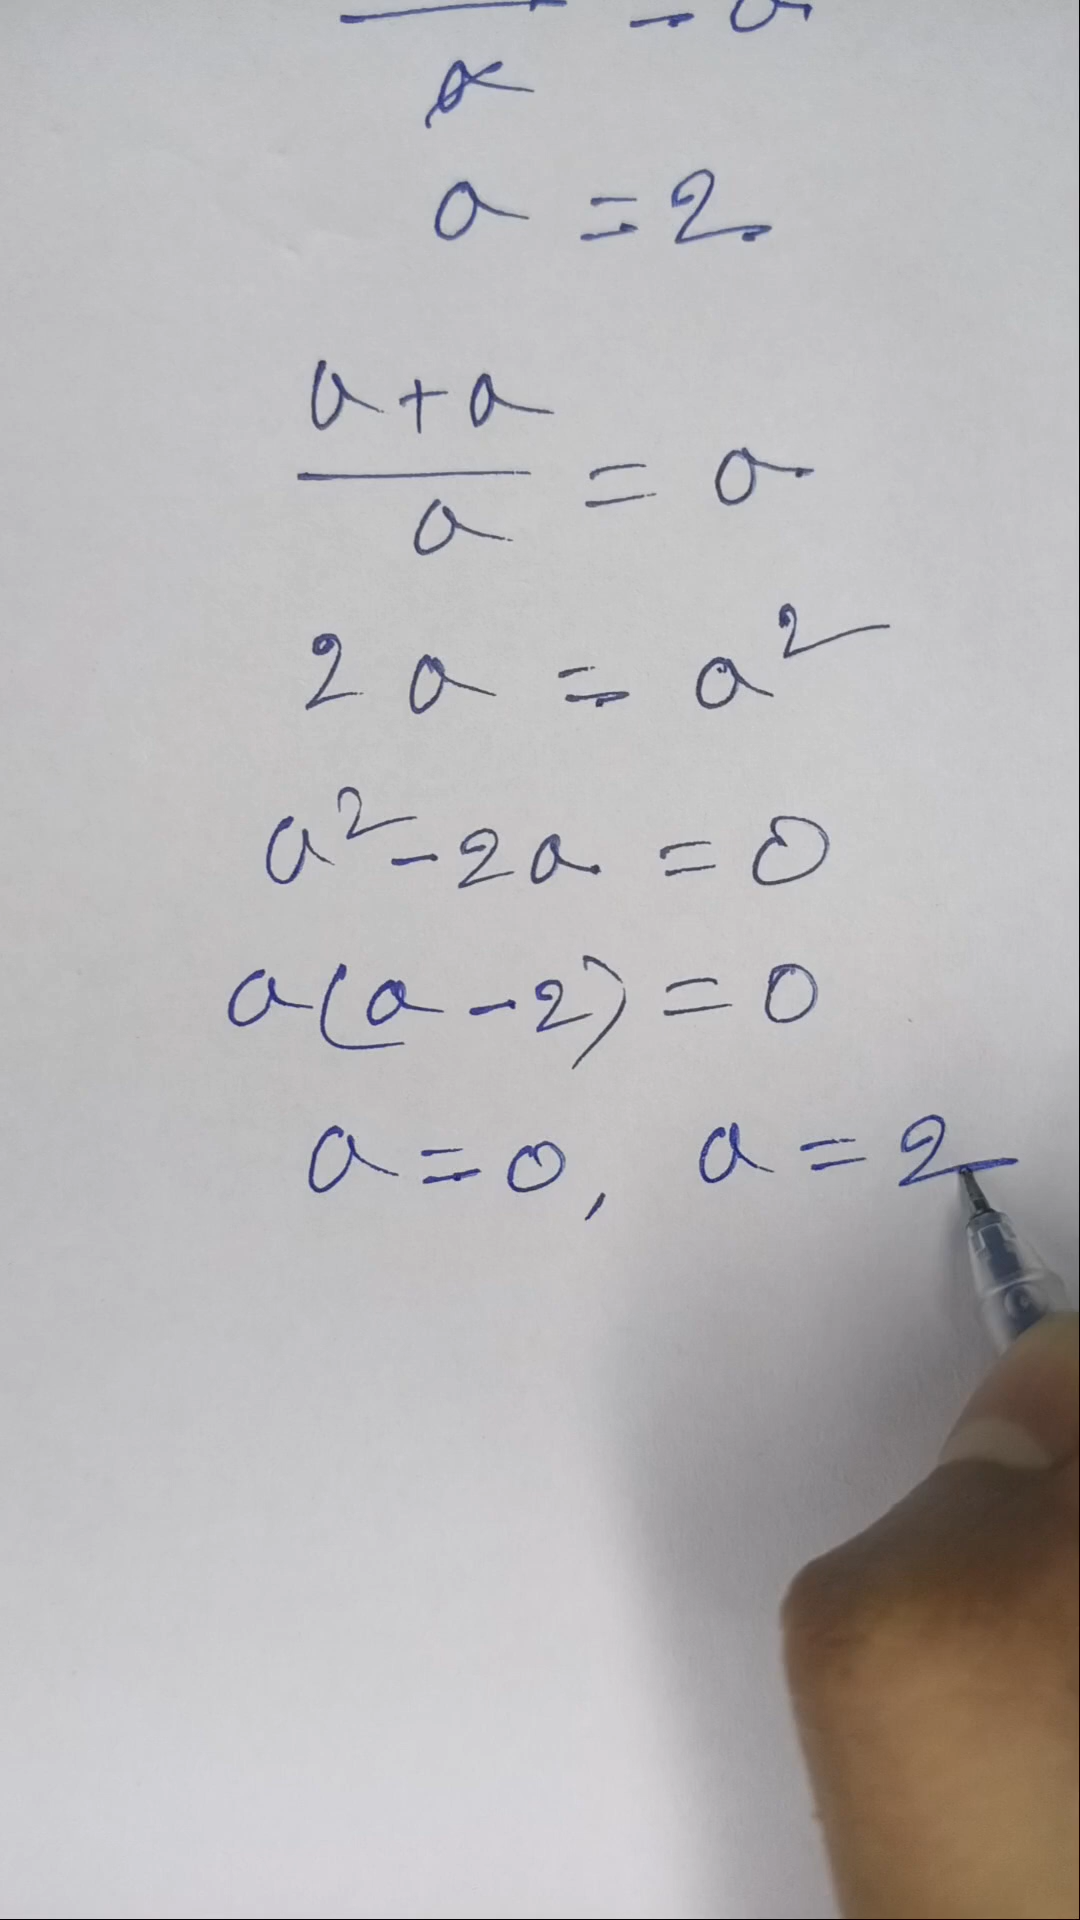 a
a = 2
a + a
a = a
2a = a²
a² - 2a = 0
a(a - 2) = 0
a = 0, a = 2